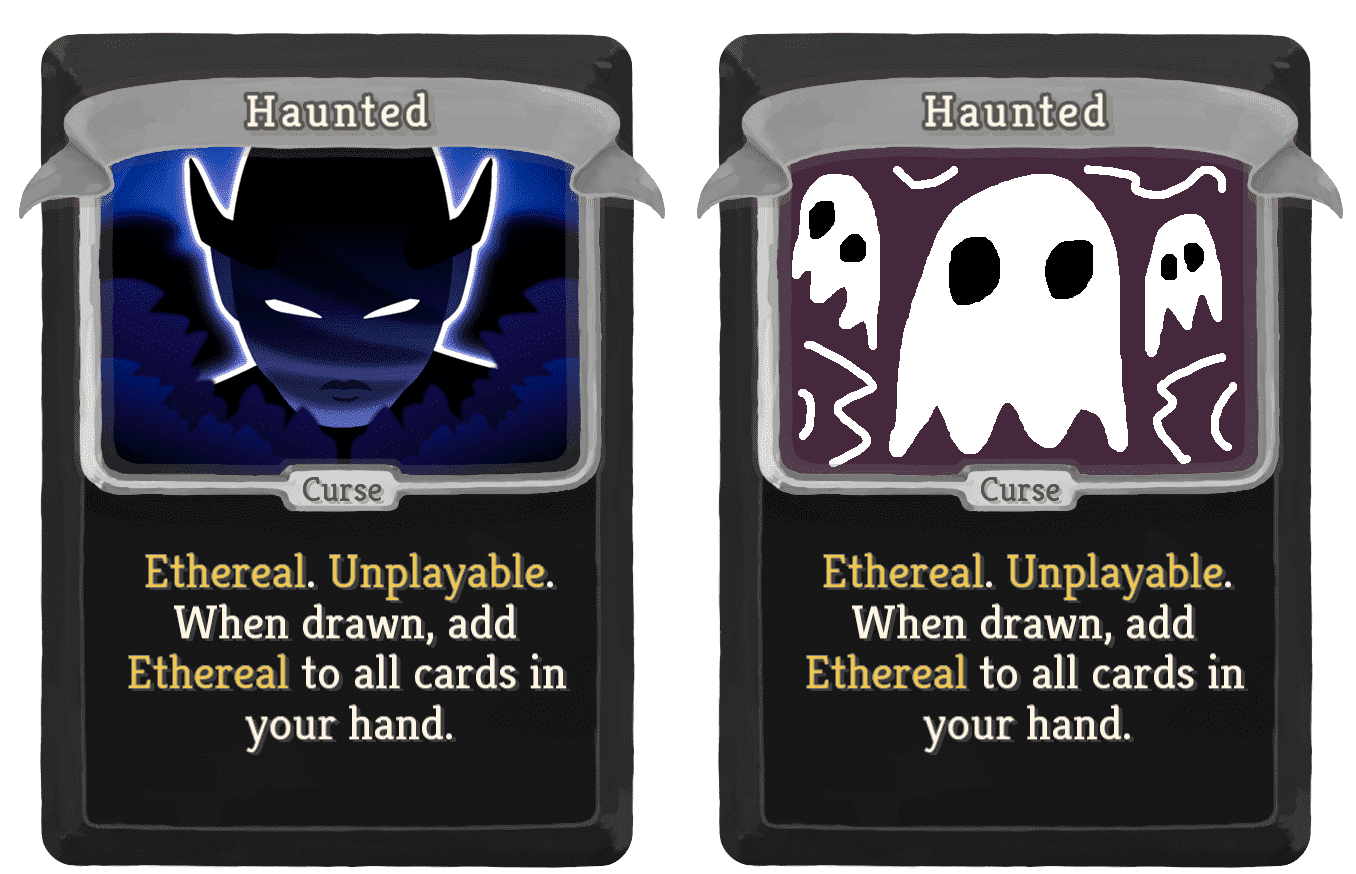 Haunted
Curse
Ethereal. Unplayable.
When drawn, add
Ethereal to all cards in
your hand.
Haunted
Curse
Ethereal. Unplayable.
When drawn, add
Ethereal to all cards in
your hand.